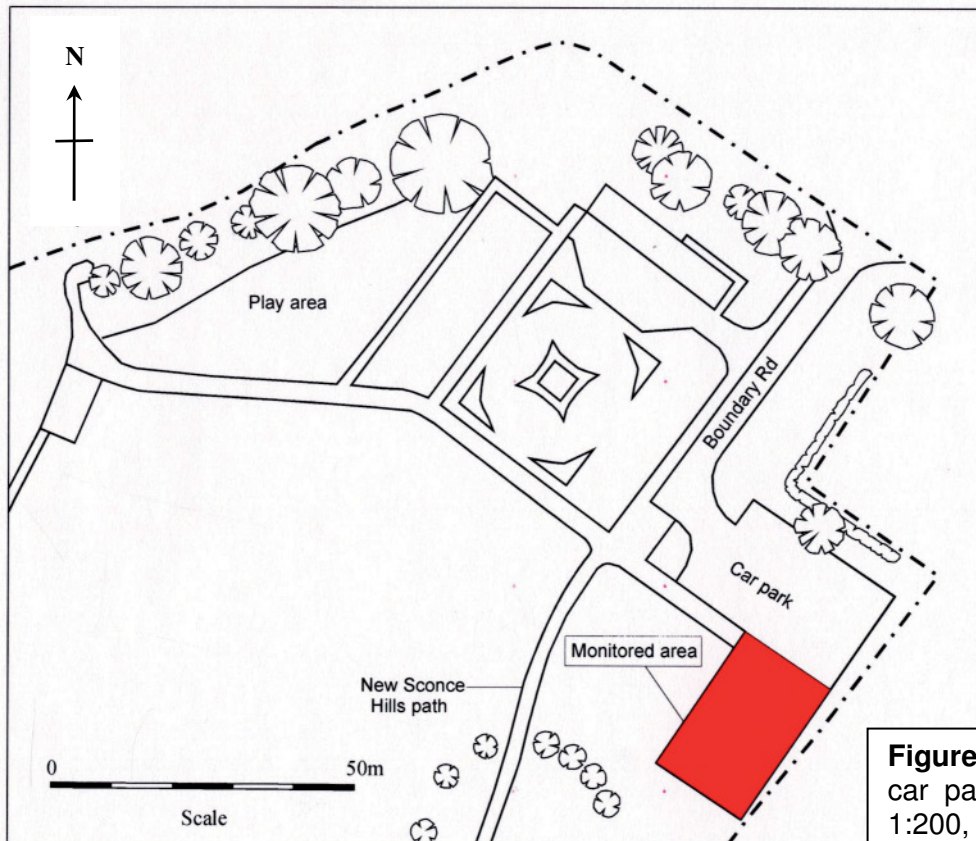 N
Play area
Boundary Rd
Car park
Monitored area
New Sconce
Hills path
0 50m
Scale
Figure
car pa
1:200,